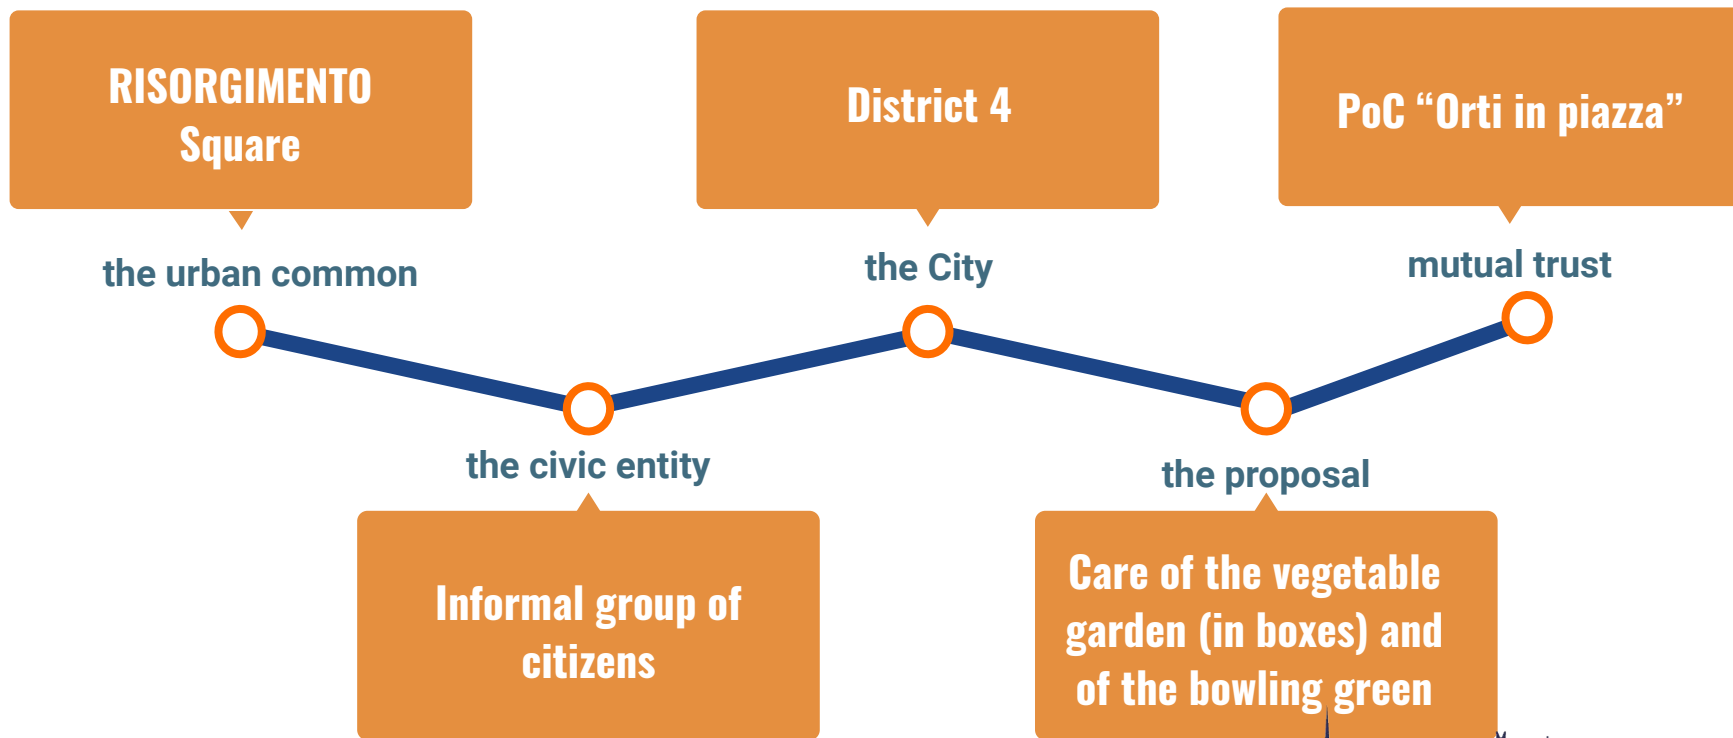 RISORGIMENTO
Square
the urban common
the civic entity
Informal group of
citizens
District 4
the City
the proposal
Care of the vegetable
garden (in boxes) and
of the bowling green
PoC “Orti in piazza”
mutual trust